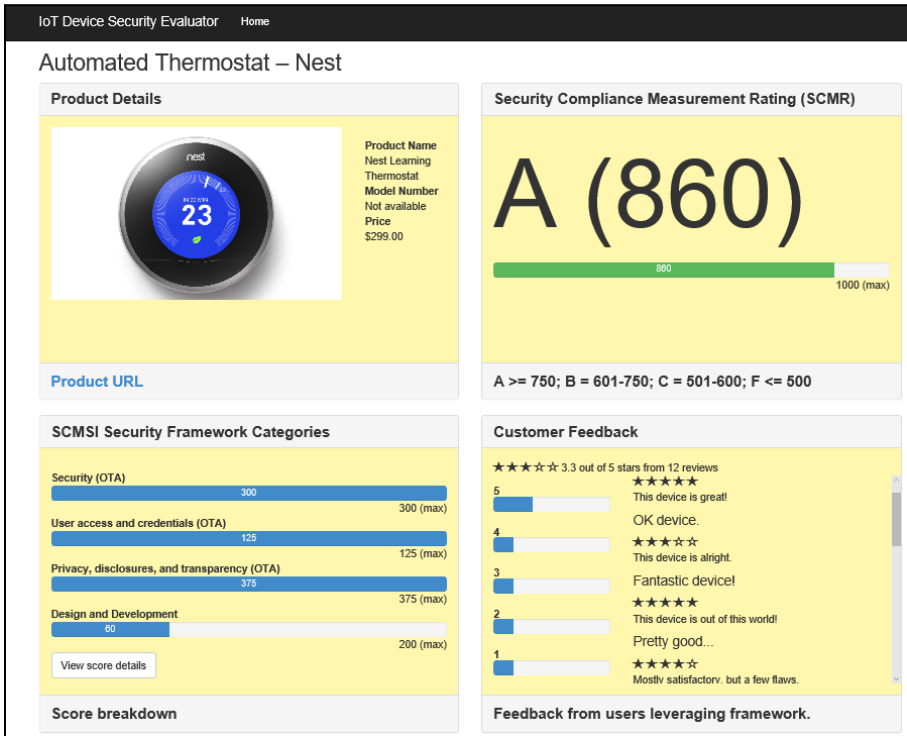 IoT Device Security Evaluator Home
Automated Thermostat – Nest
Product Details
nest
IN 22 MIN
23
Product Name
Nest Learning
Thermostat
Model Number
Not available
Price
$299.00
Product URL
Security Compliance Measurement Rating (SCMR)
A (860)
860
1000 (max)
A >= 750; B = 601-750; C = 501-600; F <= 500
SCMSI Security Framework Categories
Security (OTA)
300
300 (max)
User access and credentials (OTA)
125
125 (max)
Privacy, disclosures, and transparency (OTA)
375
375 (max)
Design and Development
60
200 (max)
View score details
Score breakdown
Customer Feedback
★★★☆☆ 3.3 out of 5 stars from 12 reviews
5
4
3
2
1
★★★★★
This device is great!
OK device.
★★★☆☆
This device is alright.
Fantastic device!
★★★★★
This device is out of this world!
Pretty good...
★★★★☆
Mostly satisfactory, but a few flaws.
Feedback from users leveraging framework.